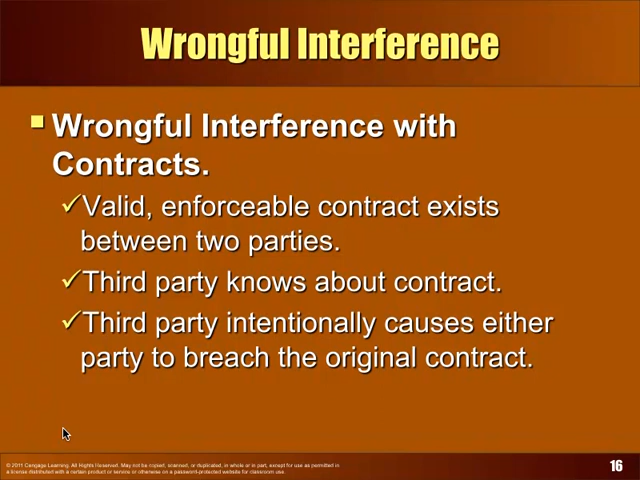 Wrongful Interference
Wrongful Interference with
Contracts.
Valid, enforceable contract exists
between two parties.
Third party knows about contract.
Third party intentionally causes either
party to breach the original contract.
© 2011 Cengage Learning. All Rights Reserved. May not be copied, scanned, or duplicated, in whole or in part, except for use as permitted in
a license distributed with a certain product or service or otherwise on a password-protected website for classroom use
16